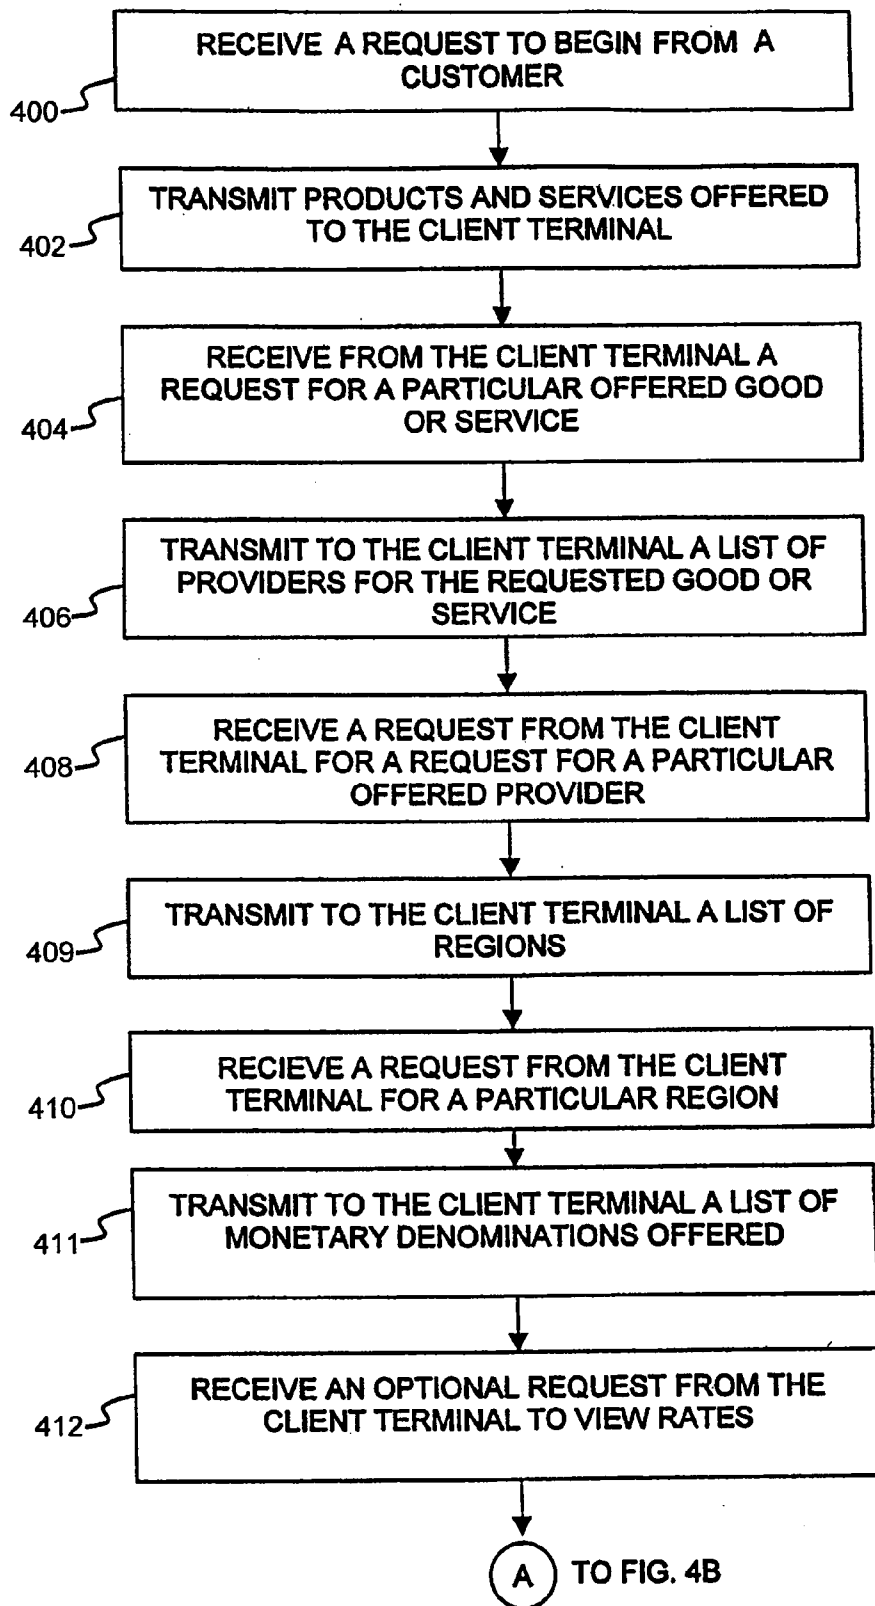 RECEIVE A REQUEST TO BEGIN FROM A
CUSTOMER
400
TRANSMIT PRODUCTS AND SERVICES OFFERED
TO THE CLIENT TERMINAL
402
RECEIVE FROM THE CLIENT TERMINAL A
REQUEST FOR A PARTICULAR OFFERED GOOD
OR SERVICE
404
TRANSMIT TO THE CLIENT TERMINAL A LIST OF
PROVIDERS FOR THE REQUESTED GOOD OR
SERVICE
406
RECEIVE A REQUEST FROM THE CLIENT
TERMINAL FOR A REQUEST FOR A PARTICULAR
OFFERED PROVIDER
408
TRANSMIT TO THE CLIENT TERMINAL A LIST OF
REGIONS
409
RECIEVE A REQUEST FROM THE CLIENT
TERMINAL FOR A PARTICULAR REGION
410
TRANSMIT TO THE CLIENT TERMINAL A LIST OF
MONETARY DENOMINATIONS OFFERED
411
RECEIVE AN OPTIONAL REQUEST FROM THE
CLIENT TERMINAL TO VIEW RATES
412
A TO FIG. 4B